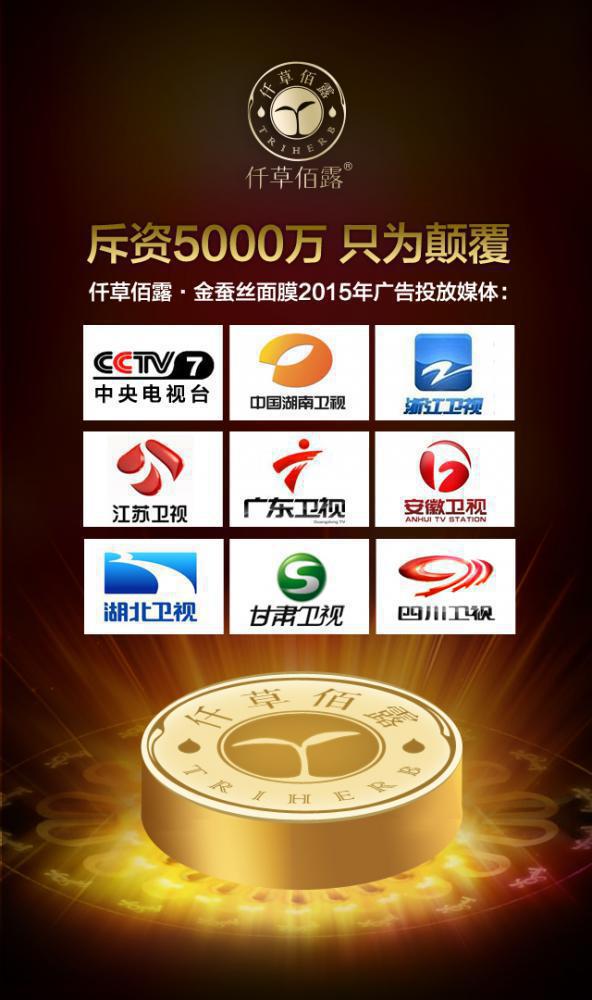 仟草佰露
TRIHERB
仟草佰露®
斥资5000万 只为颠覆
仟草佰露·金蚕丝面膜2015年广告投放媒体：
CCTV 7
中央电视台
中国湖南卫视
浙江卫视
江苏卫视
广东卫视
Guangdong TV
安徽卫视
ANHUI TV STATION
湖北卫视
甘肃卫视
四川卫视
仟草佰露
TRIHERB